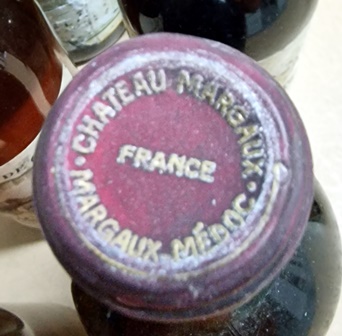 · CHATEAU MARGAUX ·
FRANCE
MARGAUX MÉDOC